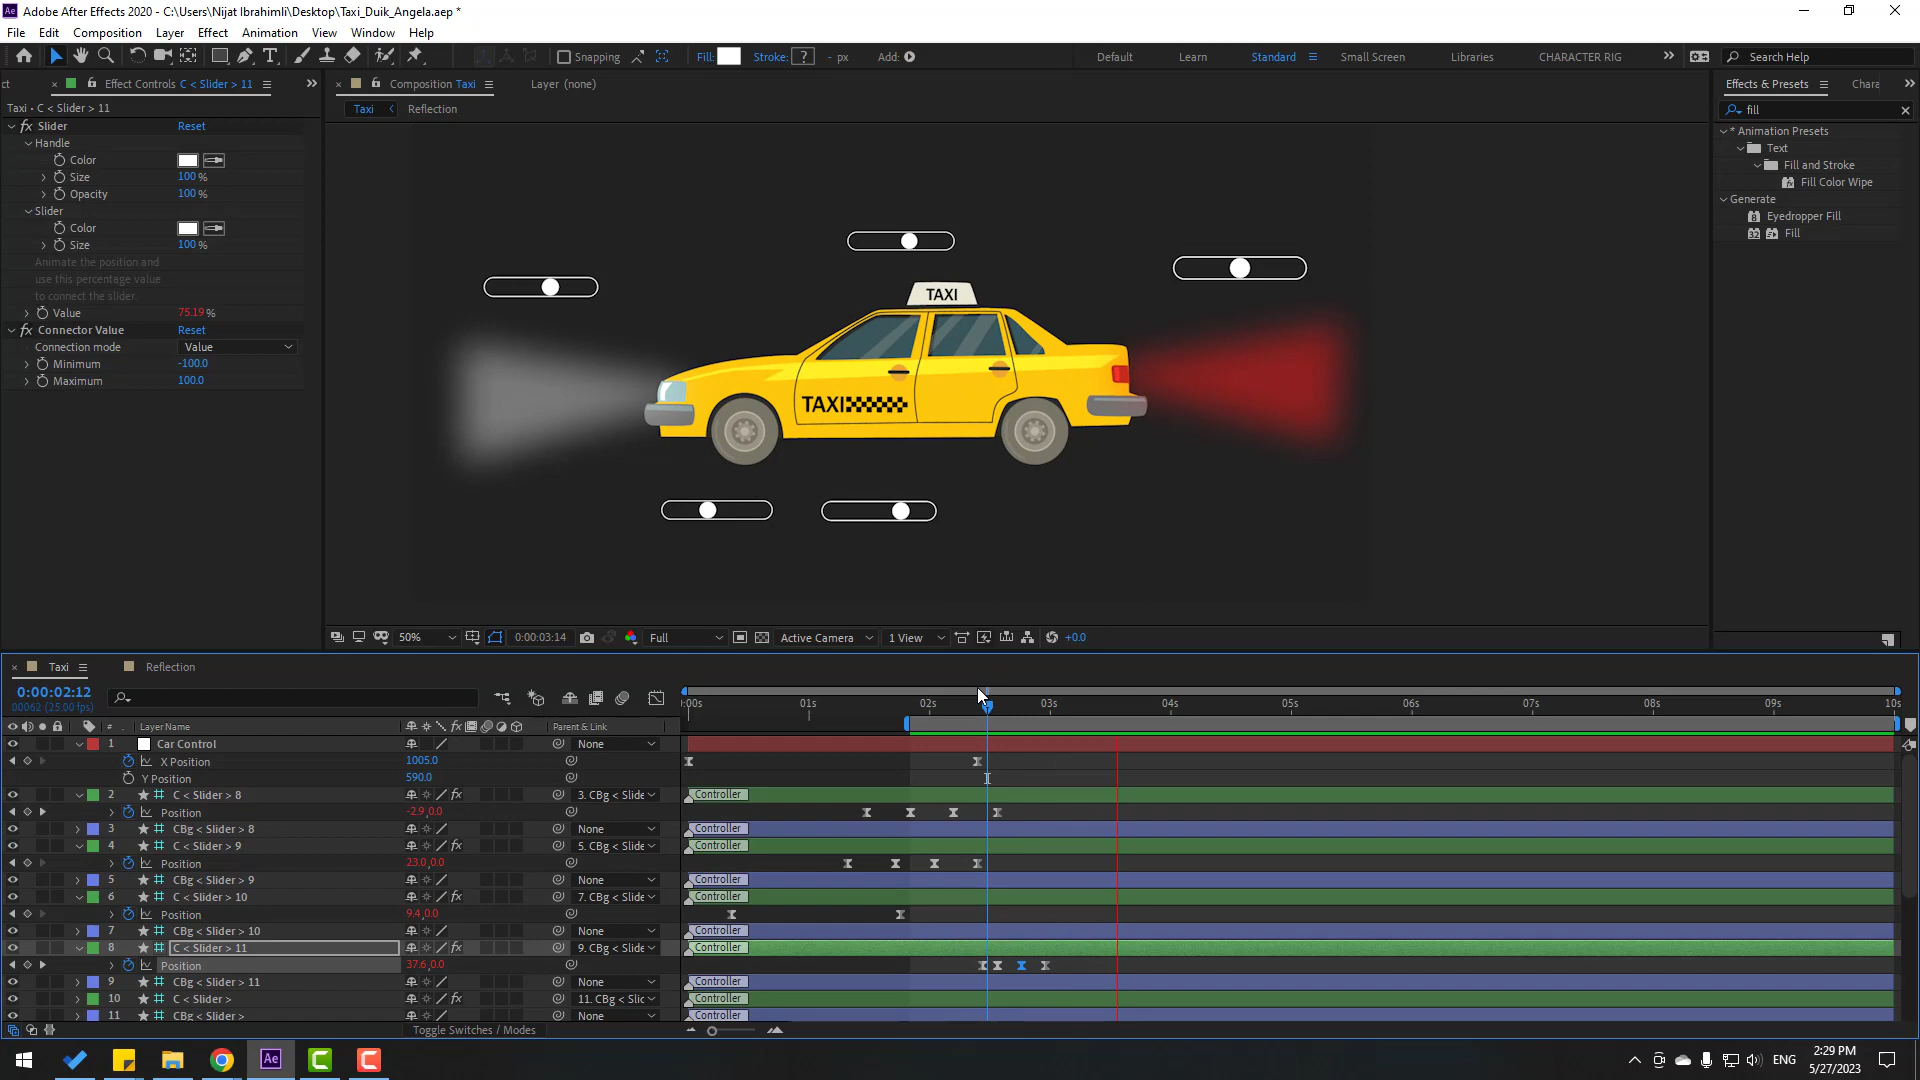 Adobe After Effects 2020 - C:\Users\Nijat Ibrahimli\Desktop\Taxi_Duik_Angela.aep *
File Edit Composition Layer Effect Animation View Window Help
Snapping Fill: Stroke: ? - px Add: Default Learn Standard Small Screen Libraries CHARACTER RIG Search Help
ct Effect Controls C < Slider > 11 Composition Taxi Layer (none) Effects & Presets Chara
Taxi • C < Slider > 11
Taxi Reflection
fill
Slider Reset
Handle
Color
Size 100 %
Opacity 100 %
Slider
Color
Size 100 %
Animate the position and
use this percentage value
to connect the slider.
Value 75.19 %
Connector Value Reset
Connection mode Value
Minimum -100.0
Maximum 100.0
TAXI
TAXI
* Animation Presets
Text
Fill and Stroke
Fill Color Wipe
Generate
Eyedropper Fill
Fill
50% 0:00:03:14 Full Active Camera 1 View +0.0
Taxi Reflection
0:00:02:12
00062 (25.00 fps)
:00s 01s 02s 03s 04s 05s 06s 07s 08s 09s 10s
# Layer Name Parent & Link
1 Car Control None
X Position 1005.0
Y Position 590.0
2 C < Slider > 8 3. CBg < Slide Controller
Position -2.9,0.0
3 CBg < Slider > 8 None Controller
4 C < Slider > 9 5. CBg < Slide Controller
Position 23.0,0.0
5 CBg < Slider > 9 None Controller
6 C < Slider > 10 7. CBg < Slide Controller
Position 9.4,0.0
7 CBg < Slider > 10 None Controller
8 C < Slider > 11 9. CBg < Slide Controller
Position 37.6,0.0
9 CBg < Slider > 11 None Controller
10 C < Slider > 11. CBg < Slic Controller
11 CBg < Slider > None Controller
Toggle Switches / Modes
ENG
2:29 PM
5/27/2023